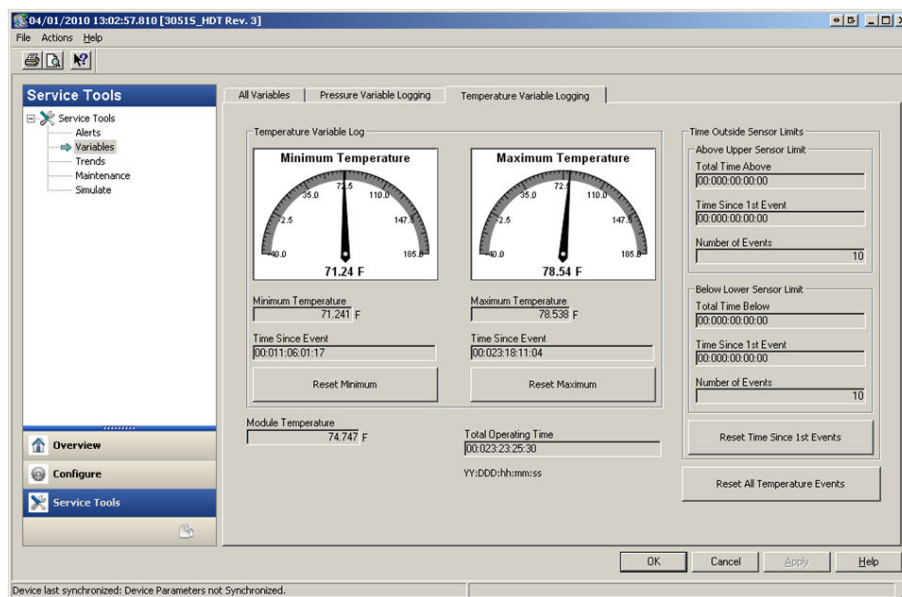 04/01/2010 13:02:57.810 [3051S_HDT Rev. 3]
File Actions Help
Service Tools
Service Tools
Alerts
Variables
Trends
Maintenance
Simulate
Overview
Configure
Service Tools
All Variables Pressure Variable Logging Temperature Variable Logging
Temperature Variable Log
Minimum Temperature
-40.0 -2.5 35.0 72.5 110.0 147.5 185.0
71.24 F
Minimum Temperature
71.241 F
Time Since Event
00:011:06:01:17
Reset Minimum
Maximum Temperature
-40.0 -2.5 35.0 72.5 110.0 147.5 185.0
78.54 F
Maximum Temperature
78.538 F
Time Since Event
00:023:18:11:04
Reset Maximum
Module Temperature
74.747 F
Total Operating Time
00:023:23:25:30
YY:DDD:hh:mm:ss
Time Outside Sensor Limits
Above Upper Sensor Limit
Total Time Above
00:000:00:00:00
Time Since 1st Event
00:000:00:00:00
Number of Events
10
Below Lower Sensor Limit
Total Time Below
00:000:00:00:00
Time Since 1st Event
00:000:00:00:00
Number of Events
10
Reset Time Since 1st Events
Reset All Temperature Events
OK Cancel Apply Help
Device last synchronized: Device Parameters not Synchronized.